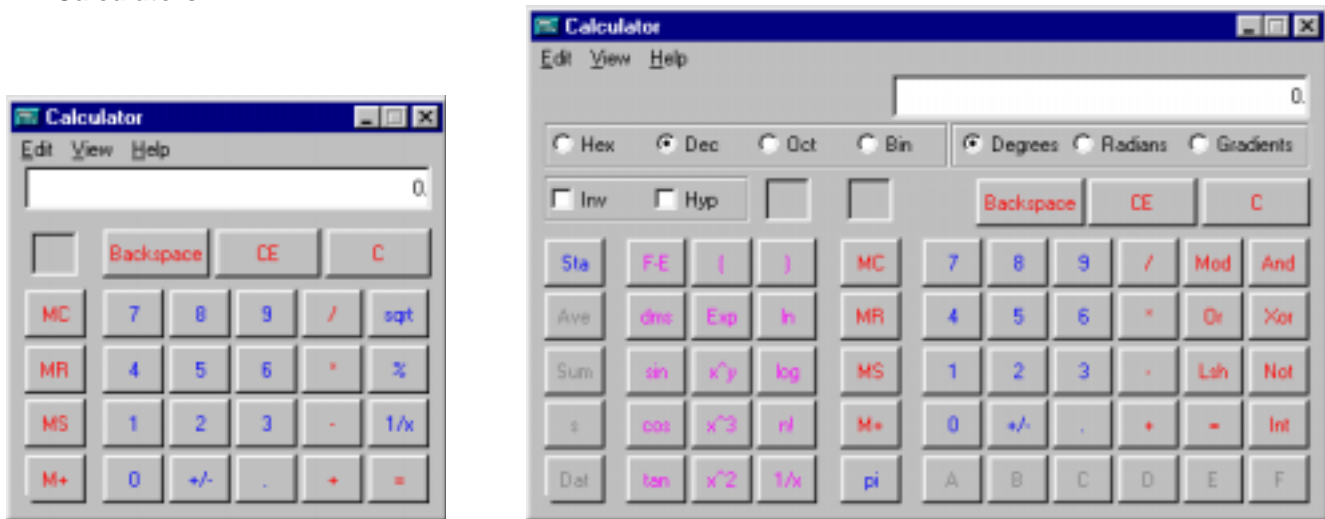 Calculator
Edit View Help
0.
Backspace CE C
MC 7 8 9 / sqrt
MR 4 5 6 * %
MS 1 2 3 - 1/x
M+ 0 +/- . + =
Calculator
Edit View Help
0.
Hex Dec Oct Bin Degrees Radians Gradients
Inv Hyp Backspace CE C
Sta F-E ( ) MC 7 8 9 / Mod And
Ave dms Exp ln MR 4 5 6 * Or Xor
Sum sin x^y log MS 1 2 3 - Lsh Not
s cos x^3 n! M+ 0 +/- . + = Int
Dat tan x^2 1/x pi A B C D E F